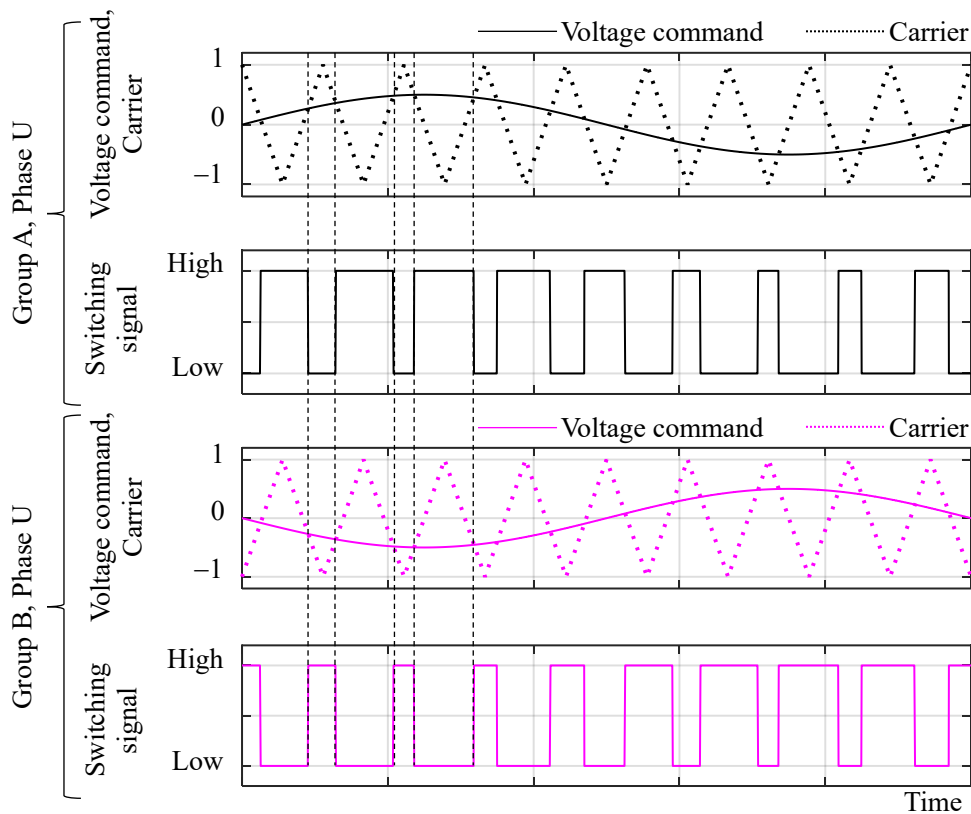 Group A, Phase U
Voltage command,
Carrier
Voltage command
Carrier
1
0
−1
Switching
signal
High
Low
Group B, Phase U
Voltage command,
Carrier
Voltage command
Carrier
1
0
−1
Switching
signal
High
Low
Time